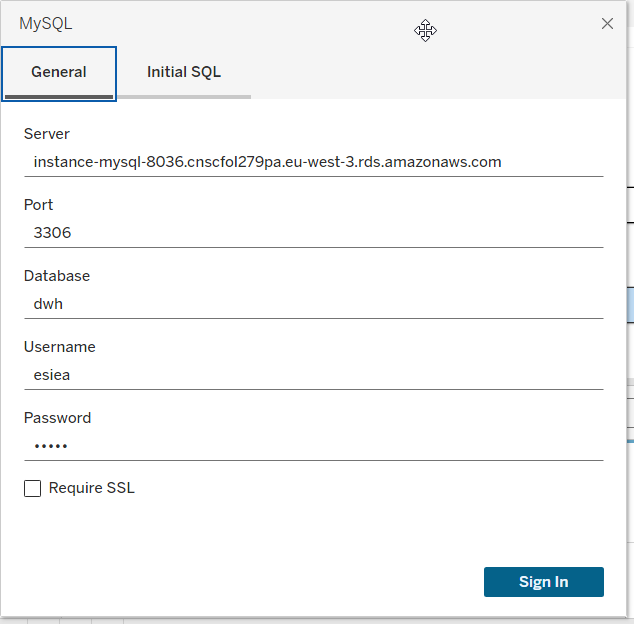 MySQL
General
Initial SQL
Server
instance-mysql-8036.cnscfol279pa.eu-west-3.rds.amazonaws.com
Port
3306
Database
dwh
Username
esiea
Password
•••••
Require SSL
Sign In